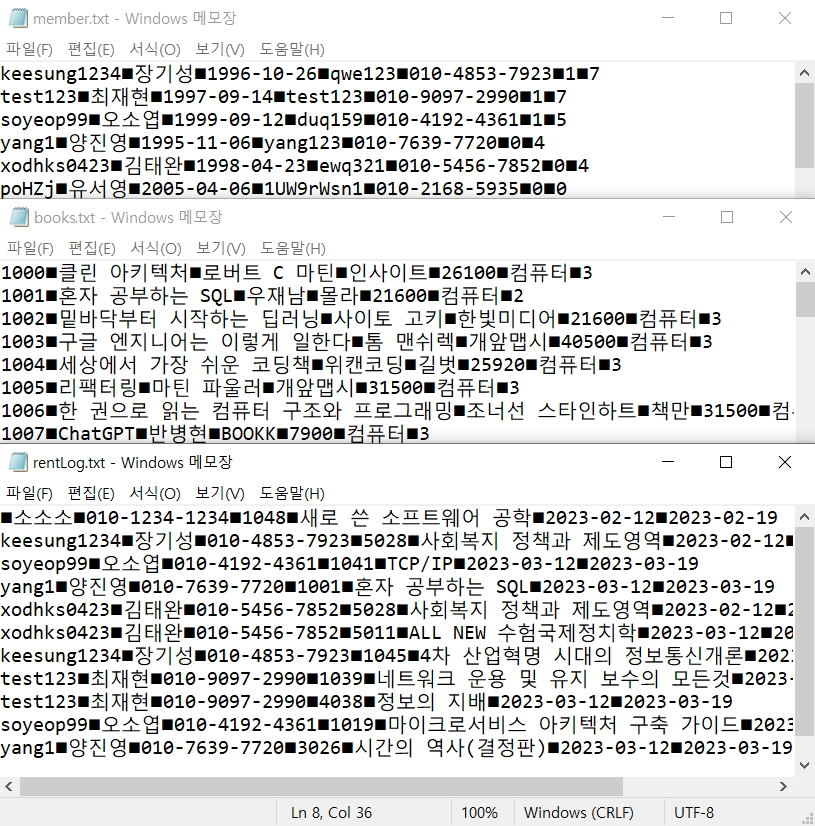 member.txt - Windows 메모장
파일(F) 편집(E) 서식(O) 보기(V) 도움말(H)
keesung1234■장기성■1996-10-26■qwe123■010-4853-7923■1■7
test123■최재현■1997-09-14■test123■010-9097-2990■1■7
soyeop99■오소엽■1999-09-12■duq159■010-4192-4361■1■5
yang1■양진영■1995-11-06■yang123■010-7639-7720■0■4
xodhks0423■김태완■1998-04-23■ewq321■010-5456-7852■0■4
poHZj■유서영■2005-04-06■1UW9rWsn1■010-2168-5935■0■0
books.txt - Windows 메모장
파일(F) 편집(E) 서식(O) 보기(V) 도움말(H)
1000■클린 아키텍처■로버트 C 마틴■인사이트■26100■컴퓨터■3
1001■혼자 공부하는 SQL■우재남■몰라■21600■컴퓨터■2
1002■밑바닥부터 시작하는 딥러닝■사이토 고키■한빛미디어■21600■컴퓨터■3
1003■구글 엔지니어는 이렇게 일한다■톰 맨쉬렉■개앞맵시■40500■컴퓨터■3
1004■세상에서 가장 쉬운 코딩책■위캔코딩■길벗■25920■컴퓨터■3
1005■리팩터링■마틴 파울러■개앞맵시■31500■컴퓨터■3
1006■한 권으로 읽는 컴퓨터 구조와 프로그래밍■조너선 스타인하트■책만■31500■컴
1007■ChatGPT■반병현■BOOKK■7900■컴퓨터■3
rentLog.txt - Windows 메모장
파일(F) 편집(E) 서식(O) 보기(V) 도움말(H)
■소소소■010-1234-1234■1048■새로 쓴 소프트웨어 공학■2023-02-12■2023-02-19
keesung1234■장기성■010-4853-7923■5028■사회복지 정책과 제도영역■2023-02-12■
soyeop99■오소엽■010-4192-4361■1041■TCP/IP■2023-03-12■2023-03-19
yang1■양진영■010-7639-7720■1001■혼자 공부하는 SQL■2023-03-12■2023-03-19
xodhks0423■김태완■010-5456-7852■5028■사회복지 정책과 제도영역■2023-02-12■2
xodhks0423■김태완■010-5456-7852■5011■ALL NEW 수험국제정치학■2023-03-12■20
keesung1234■장기성■010-4853-7923■1045■4차 산업혁명 시대의 정보통신개론■202
test123■최재현■010-9097-2990■1039■네트워크 운용 및 유지 보수의 모든것■2023-
test123■최재현■010-9097-2990■4038■정보의 지배■2023-03-12■2023-03-19
soyeop99■오소엽■010-4192-4361■1019■마이크로서비스 아키텍처 구축 가이드■2023
yang1■양진영■010-7639-7720■3026■시간의 역사(결정판)■2023-03-12■2023-03-19
Ln 8, Col 36 100% Windows (CRLF) UTF-8